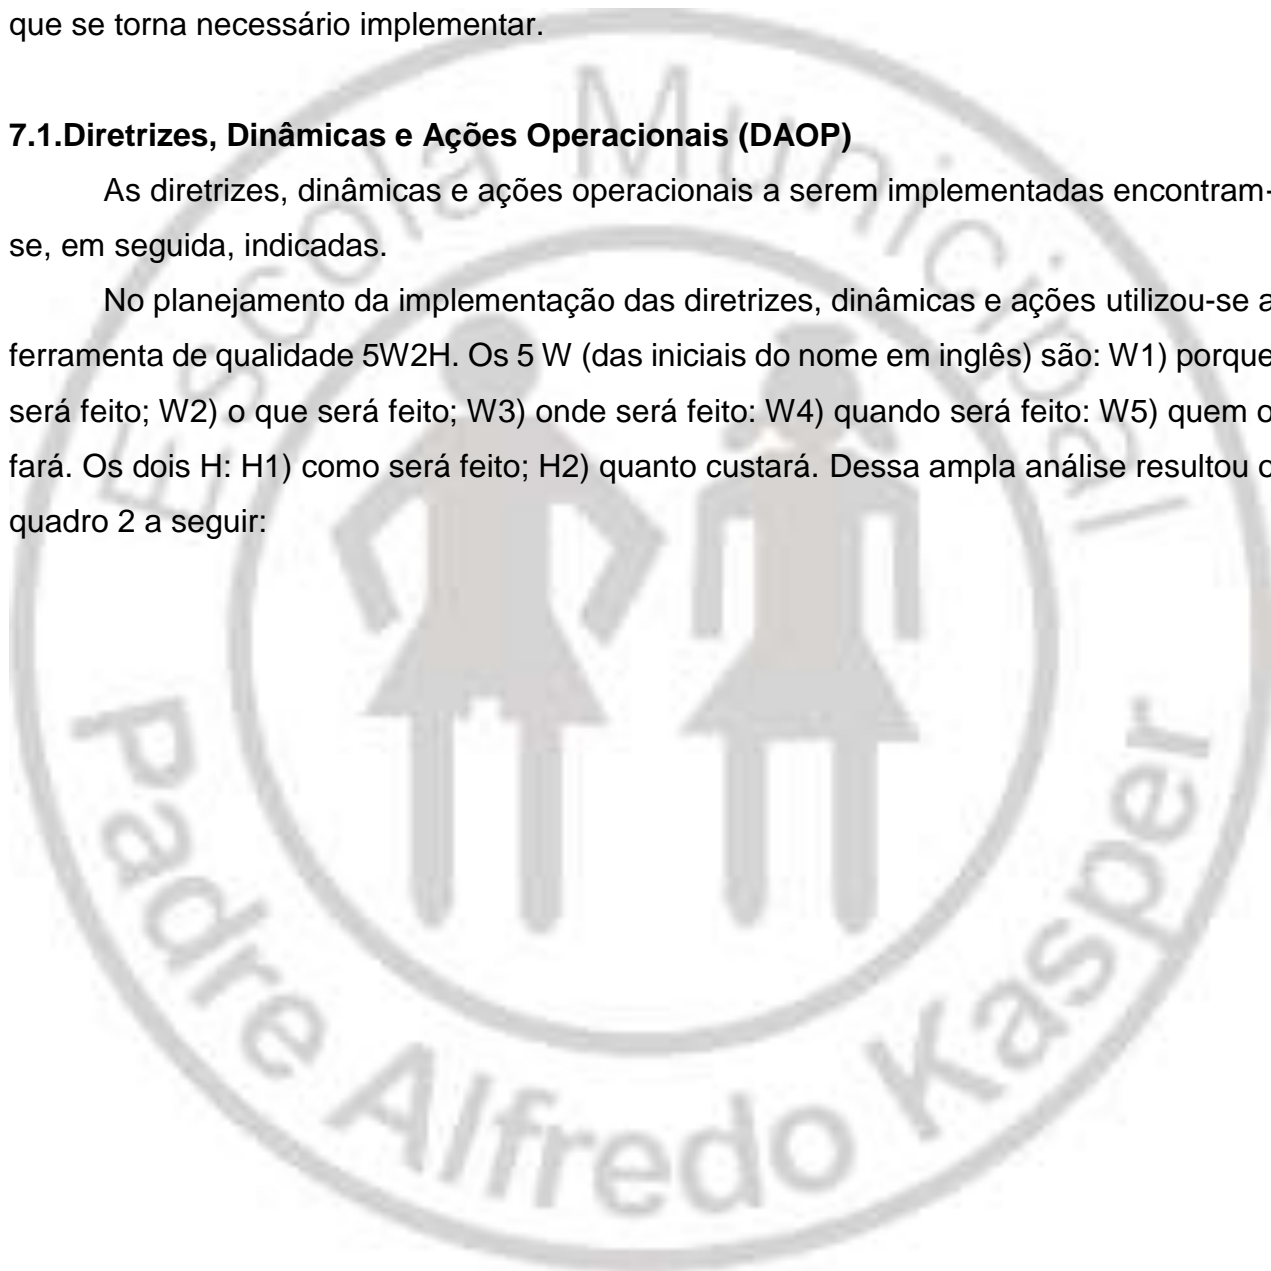 que se torna necessário implementar.
7.1.Diretrizes, Dinâmicas e Ações Operacionais (DAOP)
As diretrizes, dinâmicas e ações operacionais a serem implementadas encontram-
se, em seguida, indicadas.
No planejamento da implementação das diretrizes, dinâmicas e ações utilizou-se a
ferramenta de qualidade 5W2H. Os 5 W (das iniciais do nome em inglês) são: W1) porque
será feito; W2) o que será feito; W3) onde será feito: W4) quando será feito: W5) quem o
fará. Os dois H: H1) como será feito; H2) quanto custará. Dessa ampla análise resultou o
quadro 2 a seguir:
Escola Municipal
Padre Alfredo Kasper